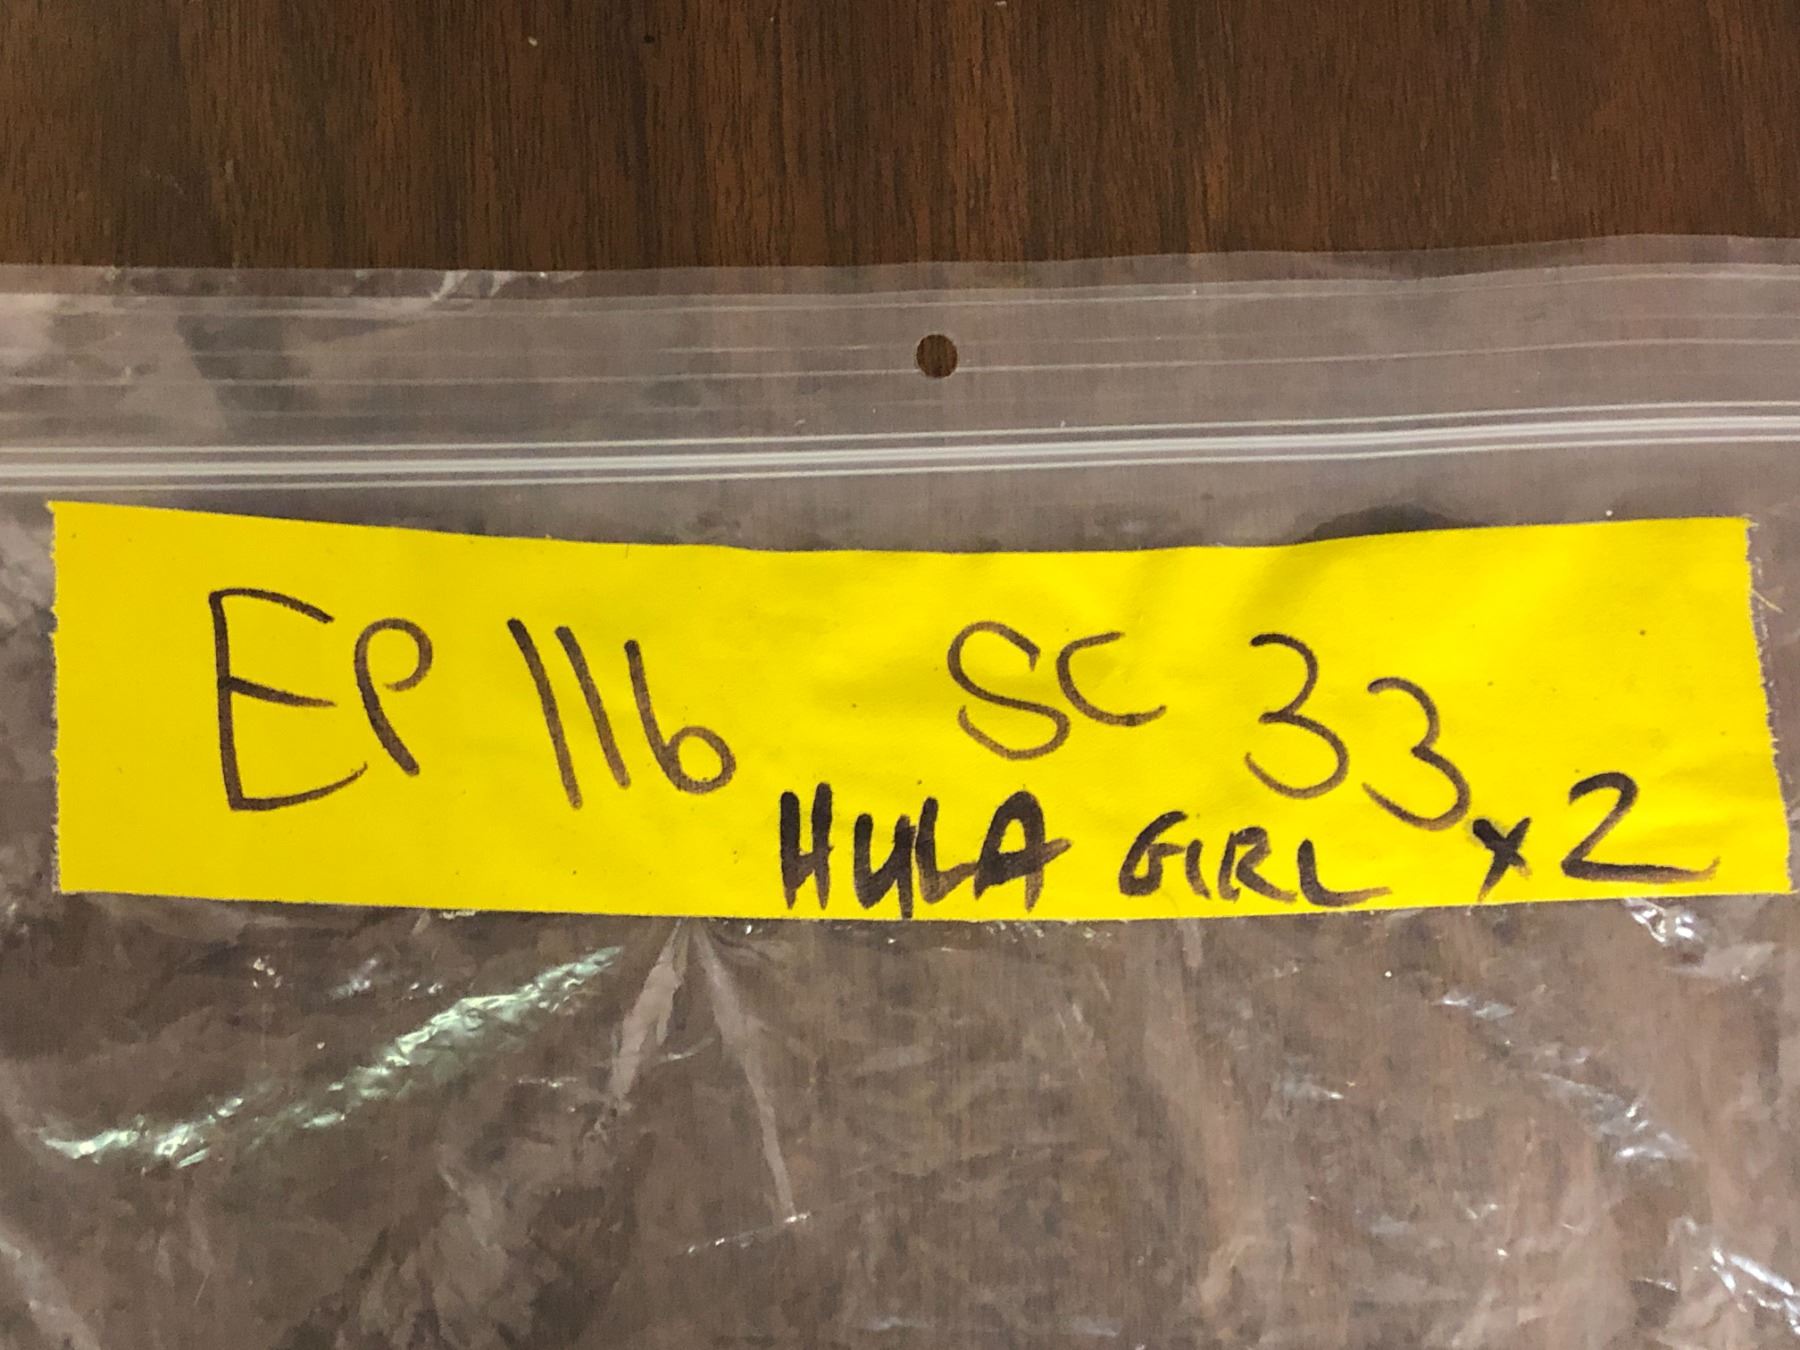 EP 116 SC 33
HULA GIRL x2